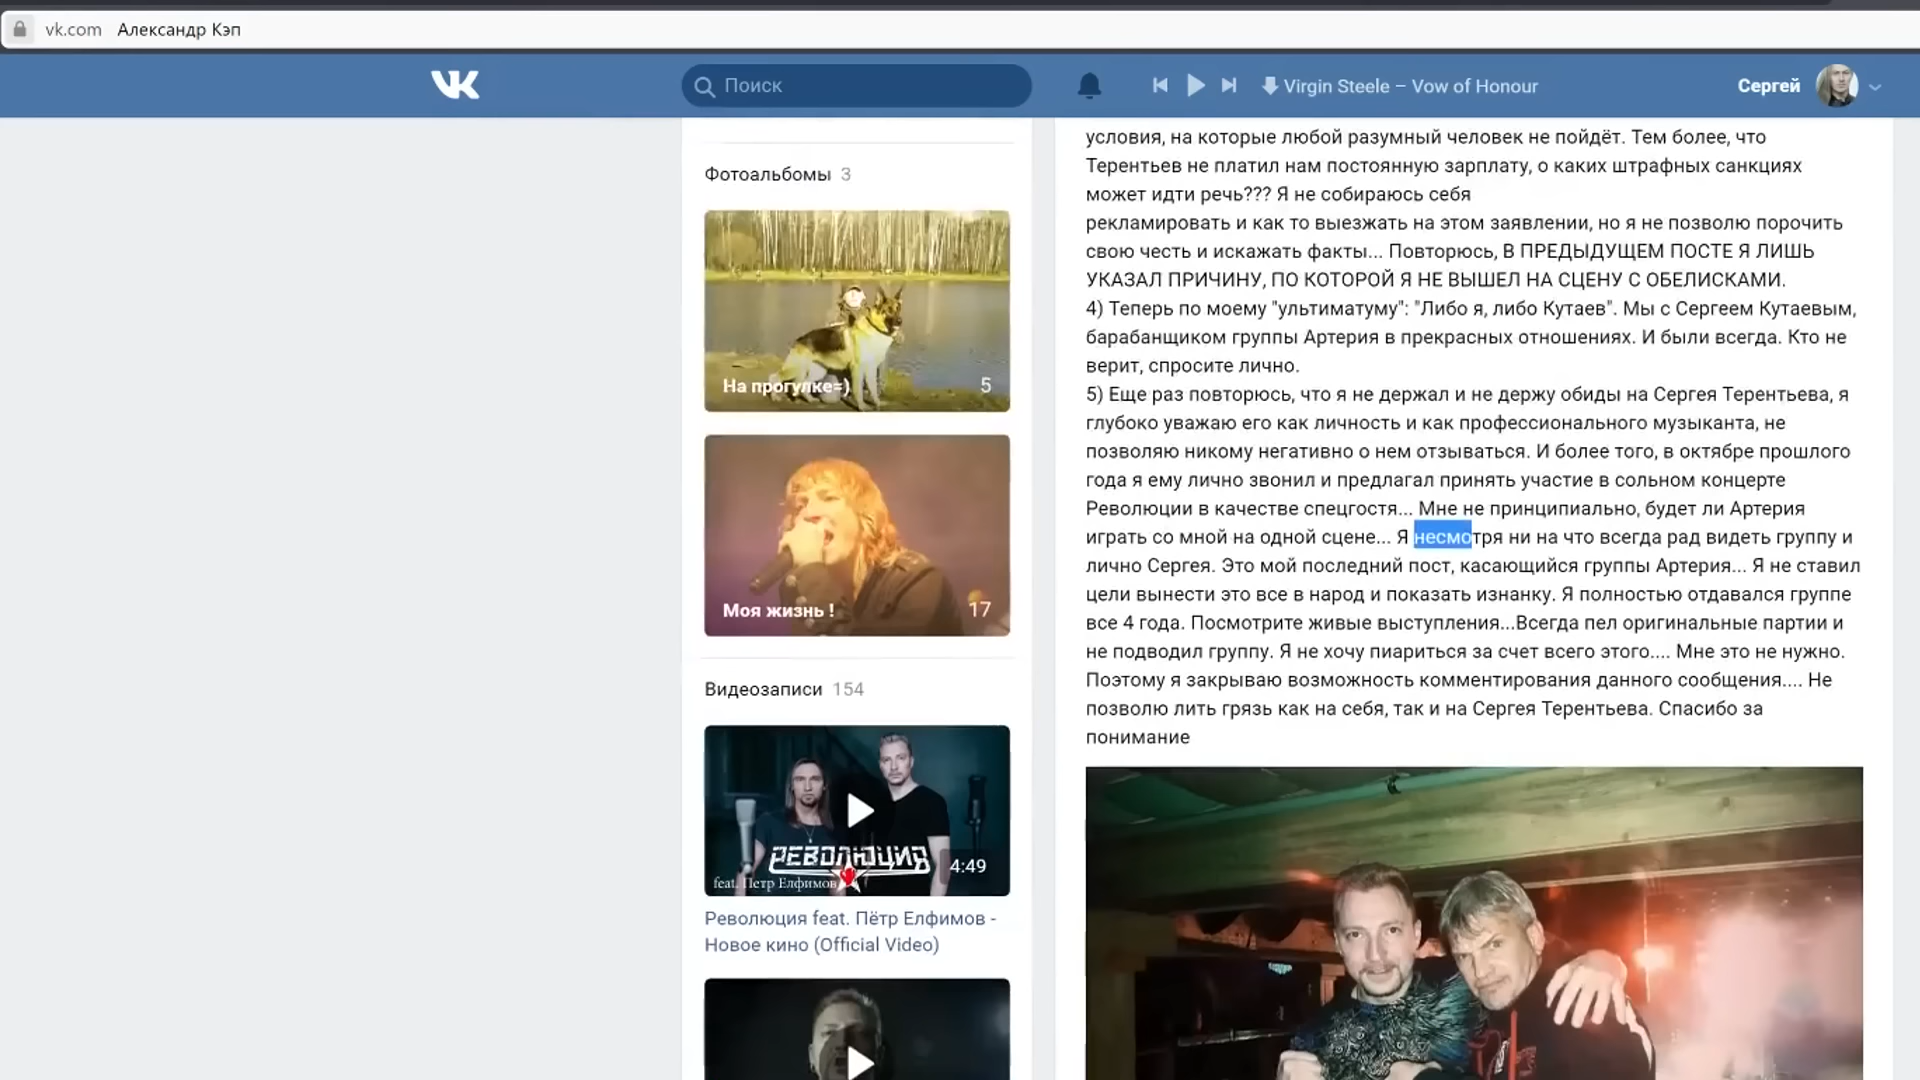 vk.com Александр Кэп
Поиск
Virgin Steele – Vow of Honour
Сергей
Фотоальбомы 3
На прогулке=)
5
Моя жизнь !
17
Видеозаписи 154
РЕВОЛЮЦИЯ
feat. Петр Елфимов
4:49
Революция feat. Пётр Елфимов -
Новое кино (Official Video)
условия, на которые любой разумный человек не пойдёт. Тем более, что
Терентьев не платил нам постоянную зарплату, о каких штрафных санкциях
может идти речь??? Я не собираюсь себя
рекламировать и как то выезжать на этом заявлении, но я не позволю порочить
свою честь и искажать факты... Повторюсь, В ПРЕДЫДУЩЕМ ПОСТЕ Я ЛИШЬ
УКАЗАЛ ПРИЧИНУ, ПО КОТОРОЙ Я НЕ ВЫШЕЛ НА СЦЕНУ С ОБЕЛИСКАМИ.
4) Теперь по моему "ультиматуму": "Либо я, либо Кутаев". Мы с Сергеем Кутаевым,
барабанщиком группы Артерия в прекрасных отношениях. И были всегда. Кто не
верит, спросите лично.
5) Еще раз повторюсь, что я не держал и не держу обиды на Сергея Терентьева, я
глубоко уважаю его как личность и как профессионального музыканта, не
позволяю никому негативно о нем отзываться. И более того, в октябре прошлого
года я ему лично звонил и предлагал принять участие в сольном концерте
Революции в качестве спецгостя... Мне не принципиально, будет ли Артерия
играть со мной на одной сцене... Я несмотря ни на что всегда рад видеть группу и
лично Сергея. Это мой последний пост, касающийся группы Артерия... Я не ставил
цели вынести это все в народ и показать изнанку. Я полностью отдавался группе
все 4 года. Посмотрите живые выступления...Всегда пел оригинальные партии и
не подводил группу. Я не хочу пиариться за счет всего этого.... Мне это не нужно.
Поэтому я закрываю возможность комментирования данного сообщения.... Не
позволю лить грязь как на себя, так и на Сергея Терентьева. Спасибо за
понимание